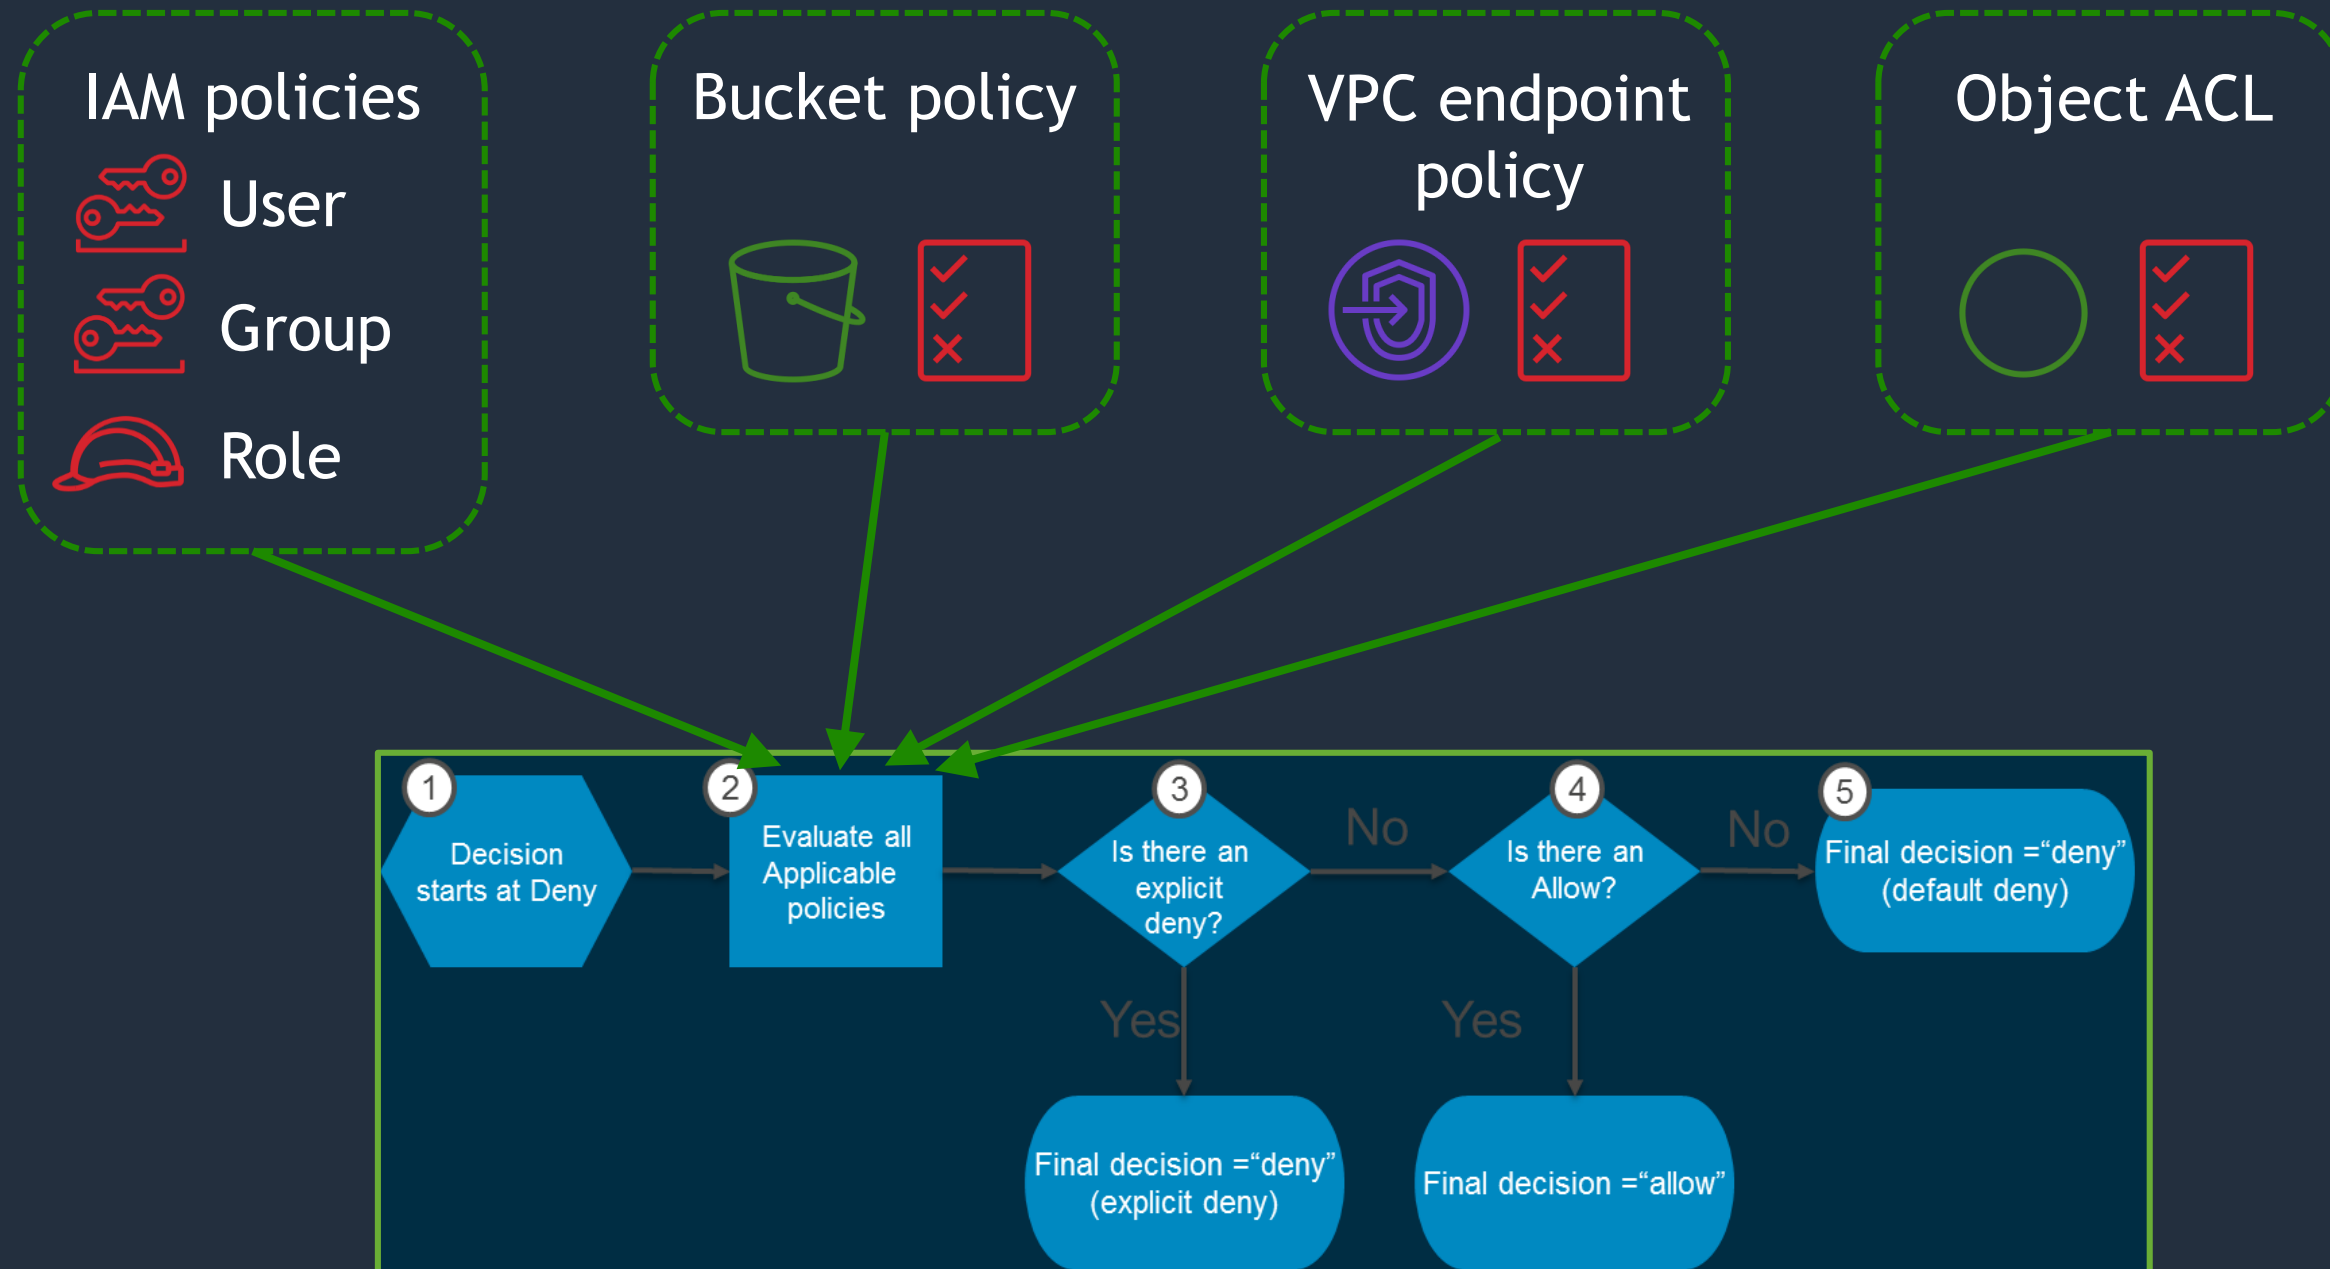 IAM policies
User
Group
Role
Bucket policy
VPC endpoint
policy
Object ACL
1
Decision
starts at Deny
2
Evaluate all
Applicable
policies
3
Is there an
explicit
deny?
No
4
Is there an
Allow?
No
5
Final decision =“deny”
(default deny)
Yes
Yes
Final decision =“deny”
(explicit deny)
Final decision =“allow”